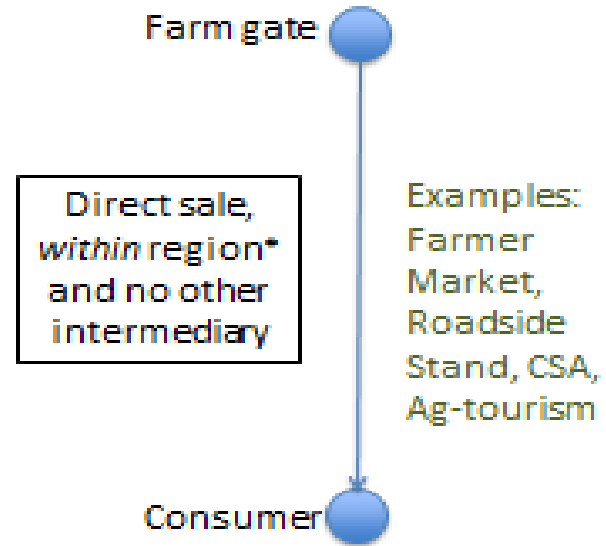 Farm gate
Direct sale,
within region*
and no other
intermediary
Examples:
Farmer
Market,
Roadside
Stand, CSA,
Ag-tourism
Consumer